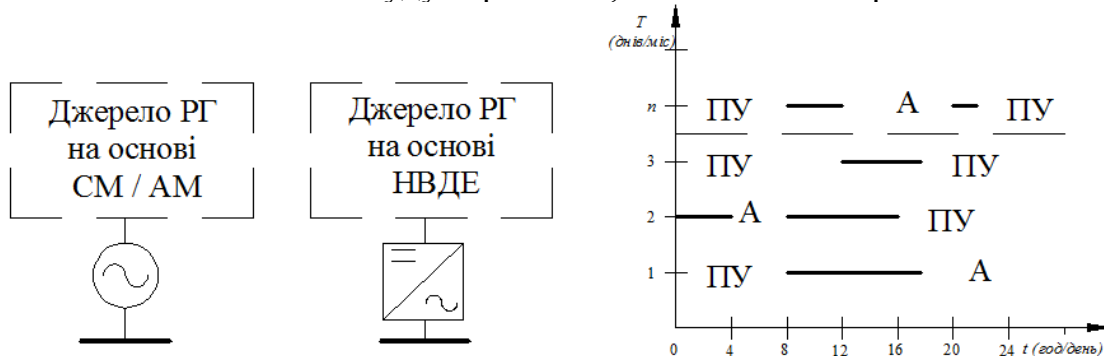 Джерело РГ
на основі
СМ / АМ
Джерело РГ
на основі
НВДЕ
T
(днів/міс)
n ПУ А ПУ
3 ПУ ПУ
2 А ПУ
1 ПУ А
0 4 8 12 16 20 24 t (год/день)